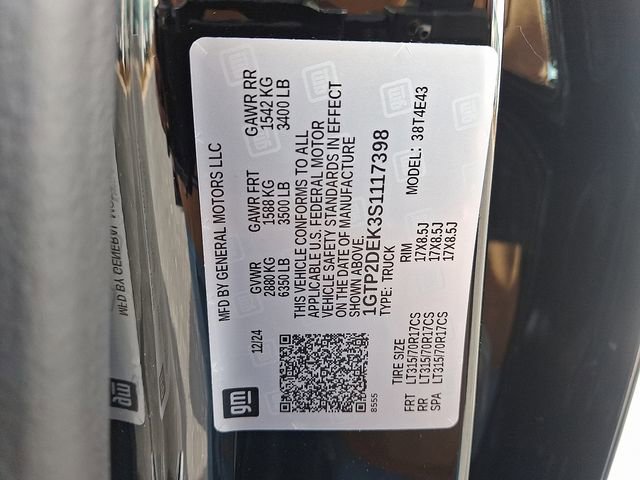 gm
MFD BY GENERAL MOTORS LLC
12/24
GVWR GAWR FRT GAWR RR
2880 KG 1588 KG 1542 KG
6350 LB 3500 LB 3400 LB
THIS VEHICLE CONFORMS TO ALL
APPLICABLE U.S. FEDERAL MOTOR
VEHICLE SAFETY STANDARDS IN EFFECT
ON THE DATE OF MANUFACTURE
SHOWN ABOVE.
1GTP2DEK3S1117398
TYPE: TRUCK MODEL: 38T4E43
8555
TIRE SIZE RIM
FRT LT315/70R17CS 17X8.5J
RR LT315/70R17CS 17X8.5J
SPA LT315/70R17CS 17X8.5J